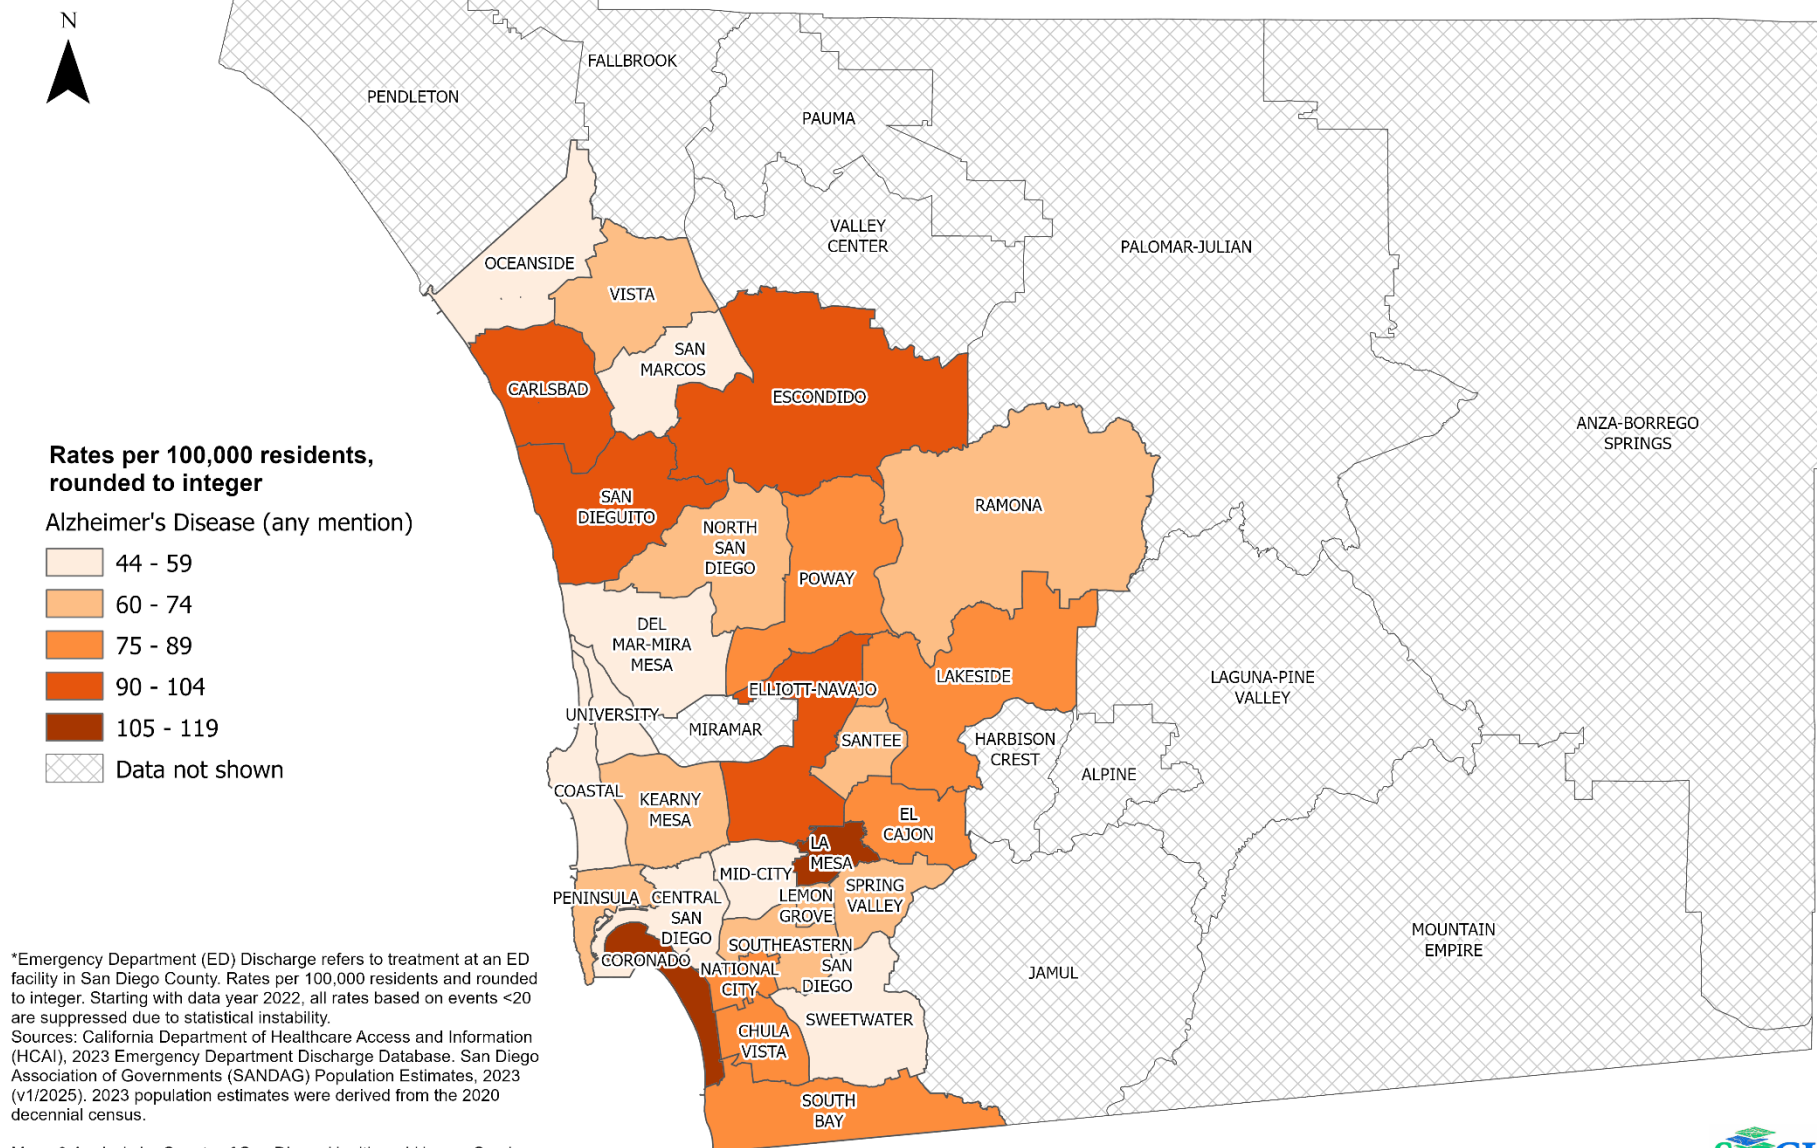 N
FALLBROOK
PENDLETON
PAUMA
VALLEY
CENTER
PALOMAR-JULIAN
OCEANSIDE
VISTA
SAN
MARCOS
CARLSBAD
ESCONDIDO
ANZA-BORREGO
SPRINGS
Rates per 100,000 residents,
rounded to integer
Alzheimer's Disease (any mention)
44 - 59
60 - 74
75 - 89
90 - 104
105 - 119
Data not shown
SAN
DIEGUITO
RAMONA
NORTH
SAN
DIEGO
POWAY
DEL
MAR-MIRA
MESA
LAKESIDE
ELLIOTT-NAVAJO
LAGUNA-PINE
VALLEY
UNIVERSITY
MIRAMAR
SANTEE
HARBISON
CREST
ALPINE
COASTAL
KEARNY
MESA
EL
CAJON
LA
MESA
MID-CITY
PENINSULA
CENTRAL
SAN
DIEGO
LEMON
GROVE
SPRING
VALLEY
SOUTHEASTERN
SAN
DIEGO
CORONADO
NATIONAL
CITY
MOUNTAIN
EMPIRE
JAMUL
SWEETWATER
CHULA
VISTA
SOUTH
BAY
*Emergency Department (ED) Discharge refers to treatment at an ED
facility in San Diego County. Rates per 100,000 residents and rounded
to integer. Starting with data year 2022, all rates based on events <20
are suppressed due to statistical instability.
Sources: California Department of Healthcare Access and Information
(HCAI), 2023 Emergency Department Discharge Database. San Diego
Association of Governments (SANDAG) Population Estimates, 2023
(v1/2025). 2023 population estimates were derived from the 2020
decennial census.